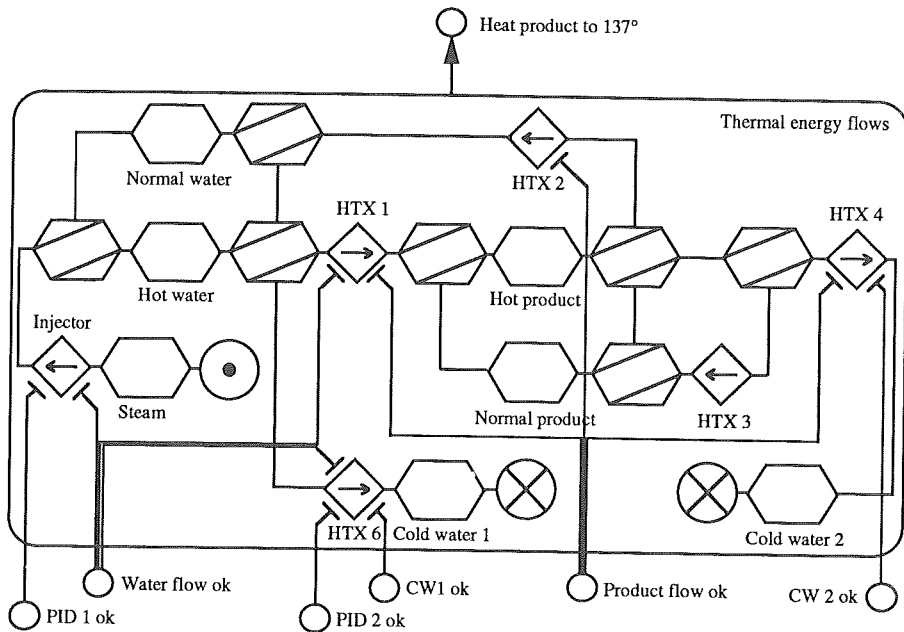 Heat product to 137°
Thermal energy flows
Normal water
HTX 2
HTX 1
HTX 4
Hot water
Hot product
Injector
Steam
Normal product
HTX 3
HTX 6
Cold water 1
Cold water 2
Water flow ok
CW1 ok
Product flow ok
CW 2 ok
PID 1 ok
PID 2 ok